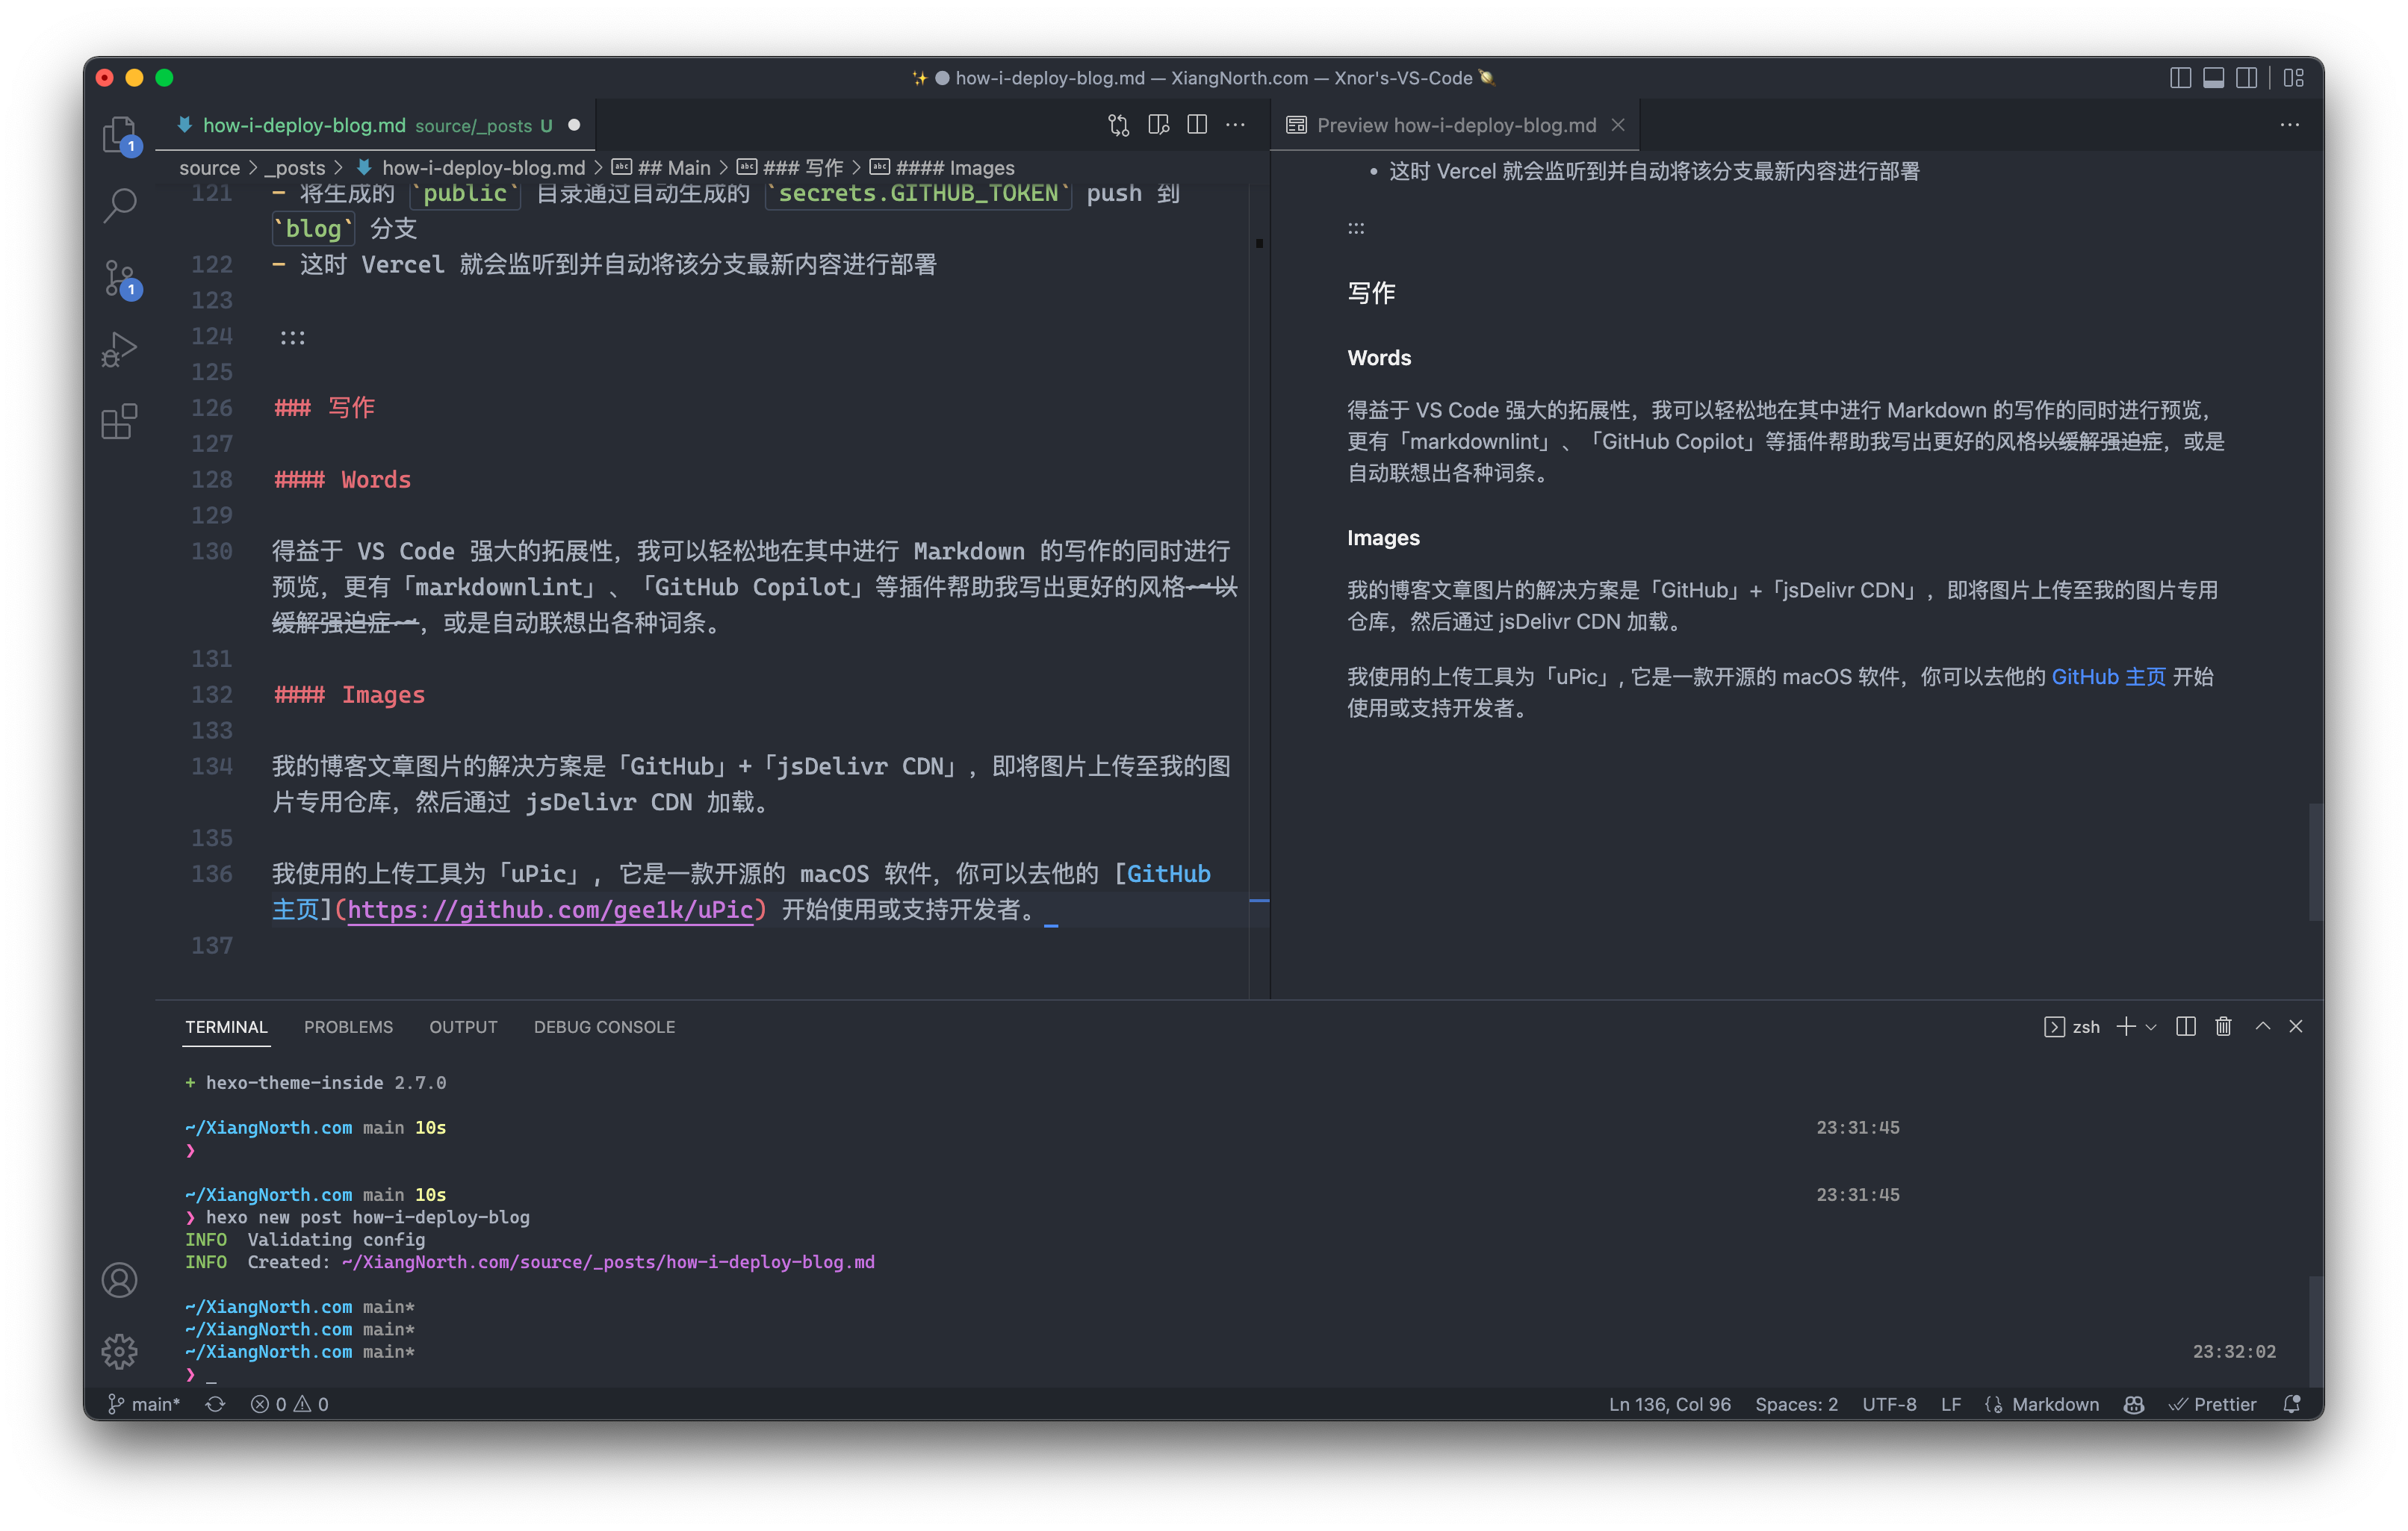 ✨ ● how-i-deploy-blog.md — XiangNorth.com — Xnor's-VS-Code 🪐
1
how-i-deploy-blog.md source/_posts U
source > _posts > how-i-deploy-blog.md > ## Main > ### 写作 > #### Images
121 - 将生成的 `public` 目录通过自动生成的 `secrets.GITHUB_TOKEN` push 到
`blog` 分支
122 - 这时 Vercel 就会监听到并自动将该分支最新内容进行部署
123
124 :::
125
126 ### 写作
127
128 #### Words
129
130 得益于 VS Code 强大的拓展性，我可以轻松地在其中进行 Markdown 的写作的同时进行
预览，更有「markdownlint」、「GitHub Copilot」等插件帮助我写出更好的风格~~以
缓解强迫症~~，或是自动联想出各种词条。
131
132 #### Images
133
134 我的博客文章图片的解决方案是「GitHub」+「jsDelivr CDN」，即将图片上传至我的图
片专用仓库，然后通过 jsDelivr CDN 加载。
135
136 我使用的上传工具为「uPic」, 它是一款开源的 macOS 软件，你可以去他的 [GitHub
主页](https://github.com/gee1k/uPic) 开始使用或支持开发者。
137
1
Preview how-i-deploy-blog.md
• 这时 Vercel 就会监听到并自动将该分支最新内容进行部署
:::
写作
Words
得益于 VS Code 强大的拓展性，我可以轻松地在其中进行 Markdown 的写作的同时进行预览，
更有「markdownlint」、「GitHub Copilot」等插件帮助我写出更好的风格以缓解强迫症，或是
自动联想出各种词条。
Images
我的博客文章图片的解决方案是「GitHub」+「jsDelivr CDN」，即将图片上传至我的图片专用
仓库，然后通过 jsDelivr CDN 加载。
我使用的上传工具为「uPic」, 它是一款开源的 macOS 软件，你可以去他的 GitHub 主页 开始
使用或支持开发者。
TERMINAL PROBLEMS OUTPUT DEBUG CONSOLE zsh
+ hexo-theme-inside 2.7.0
~/XiangNorth.com main 10s 23:31:45
❯
~/XiangNorth.com main 10s 23:31:45
❯ hexo new post how-i-deploy-blog
INFO Validating config
INFO Created: ~/XiangNorth.com/source/_posts/how-i-deploy-blog.md
~/XiangNorth.com main*
~/XiangNorth.com main*
~/XiangNorth.com main* 23:32:02
❯ _
main* 0 0 Ln 136, Col 96 Spaces: 2 UTF-8 LF Markdown Prettier